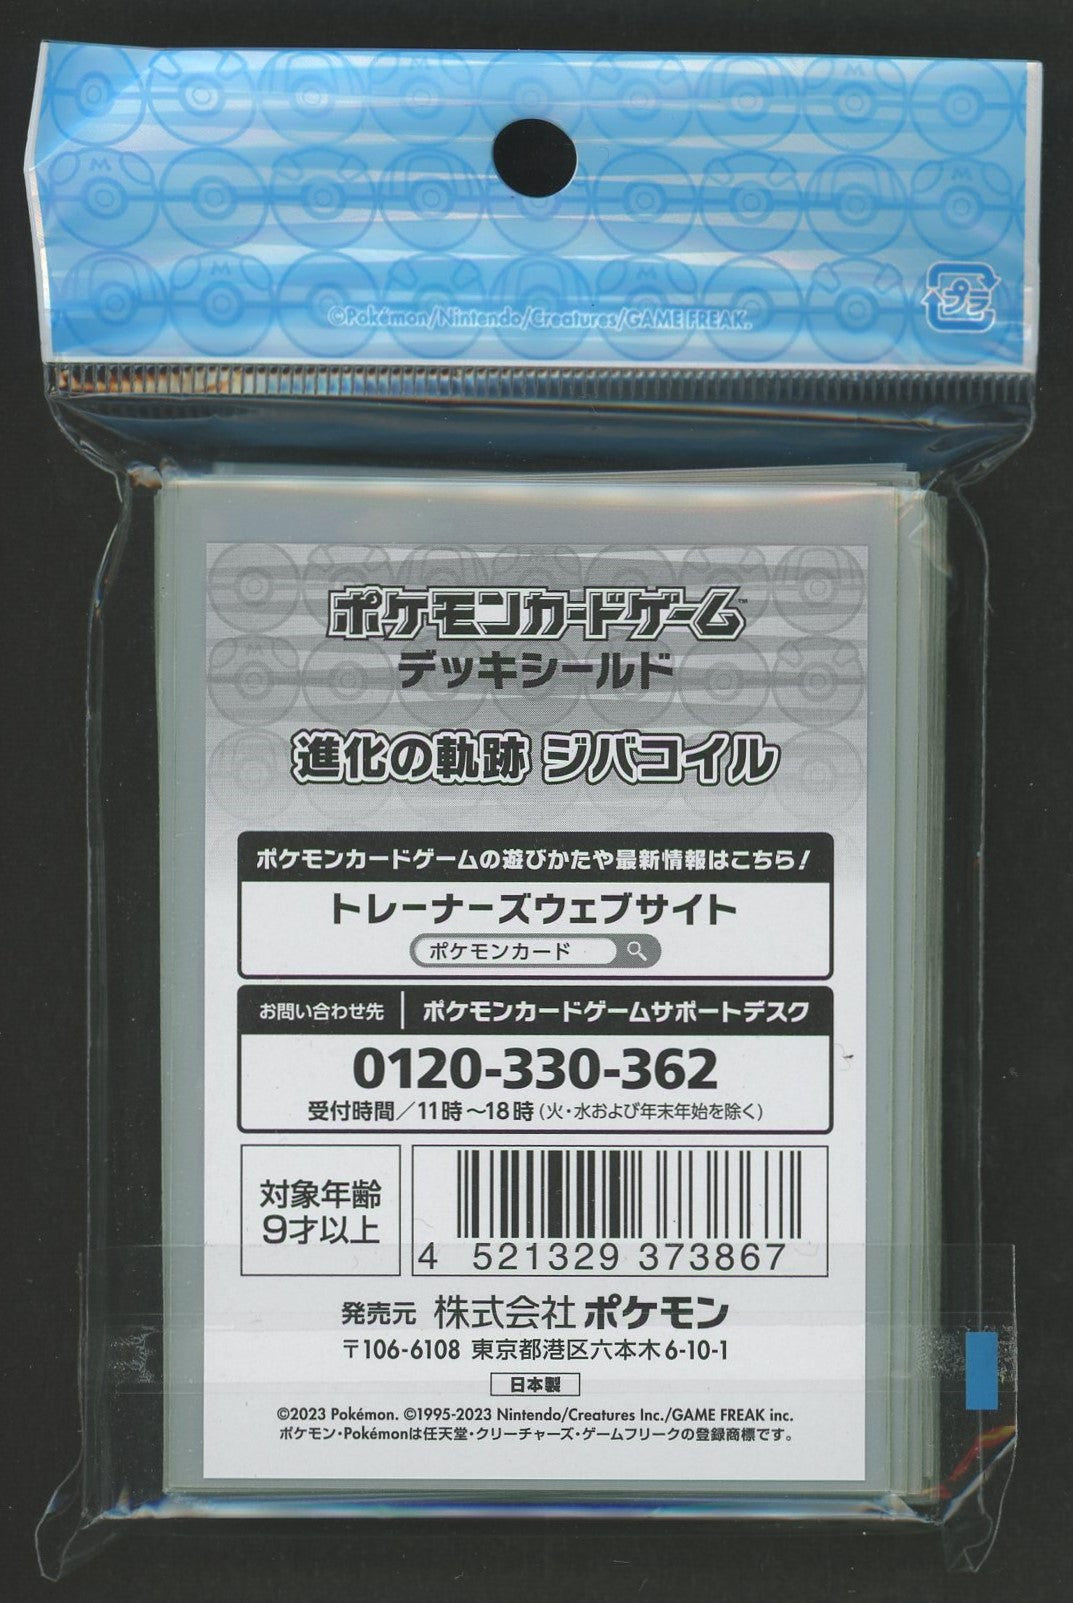 ©Pokémon/Nintendo/Creatures/GAME FREAK.
プラ
ポケモンカードゲーム™
デッキシールド
進化の軌跡 ジバコイル
ポケモンカードゲームの遊びかたや最新情報はこちら!
トレーナーズウェブサイト
ポケモンカード
お問い合わせ先 | ポケモンカードゲームサポートデスク
0120-330-362
受付時間/11時~18時(火・水および年末年始を除く)
対象年齢
9才以上
4 521329 373867
発売元 株式会社ポケモン
〒106-6108 東京都港区六本木6-10-1
日本製
©2023 Pokémon. ©1995-2023 Nintendo/Creatures Inc./GAME FREAK inc.
ポケモン・Pokémonは任天堂・クリーチャーズ・ゲームフリークの登録商標です。